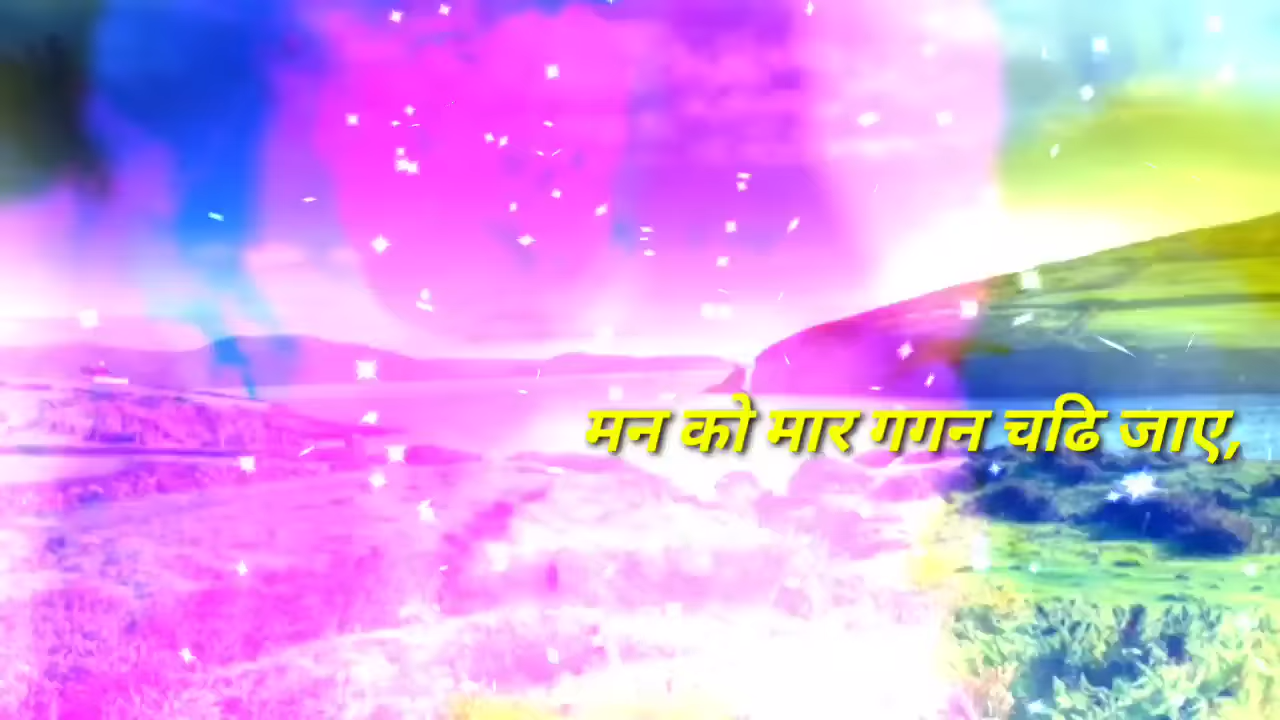 मन को मार गगन चढि जाए,